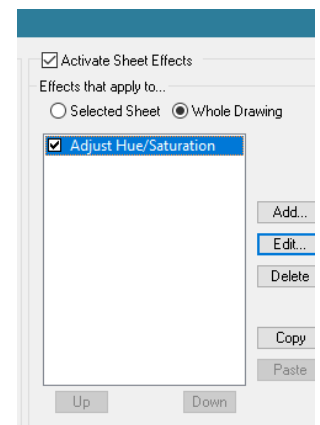 Activate Sheet Effects
Effects that apply to...
Selected Sheet Whole Drawing
Adjust Hue/Saturation
Add...
Edit...
Delete
Copy
Paste
Up Down